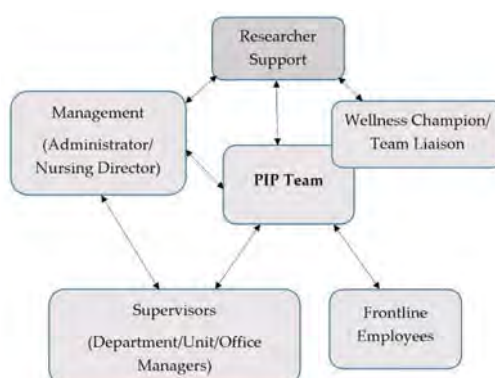 Researcher
Support
Management
(Administrator/
Nursing Director)
Wellness Champion/
Team Liaison
PIP Team
Supervisors
(Department/Unit/Office
Managers)
Frontline
Employees